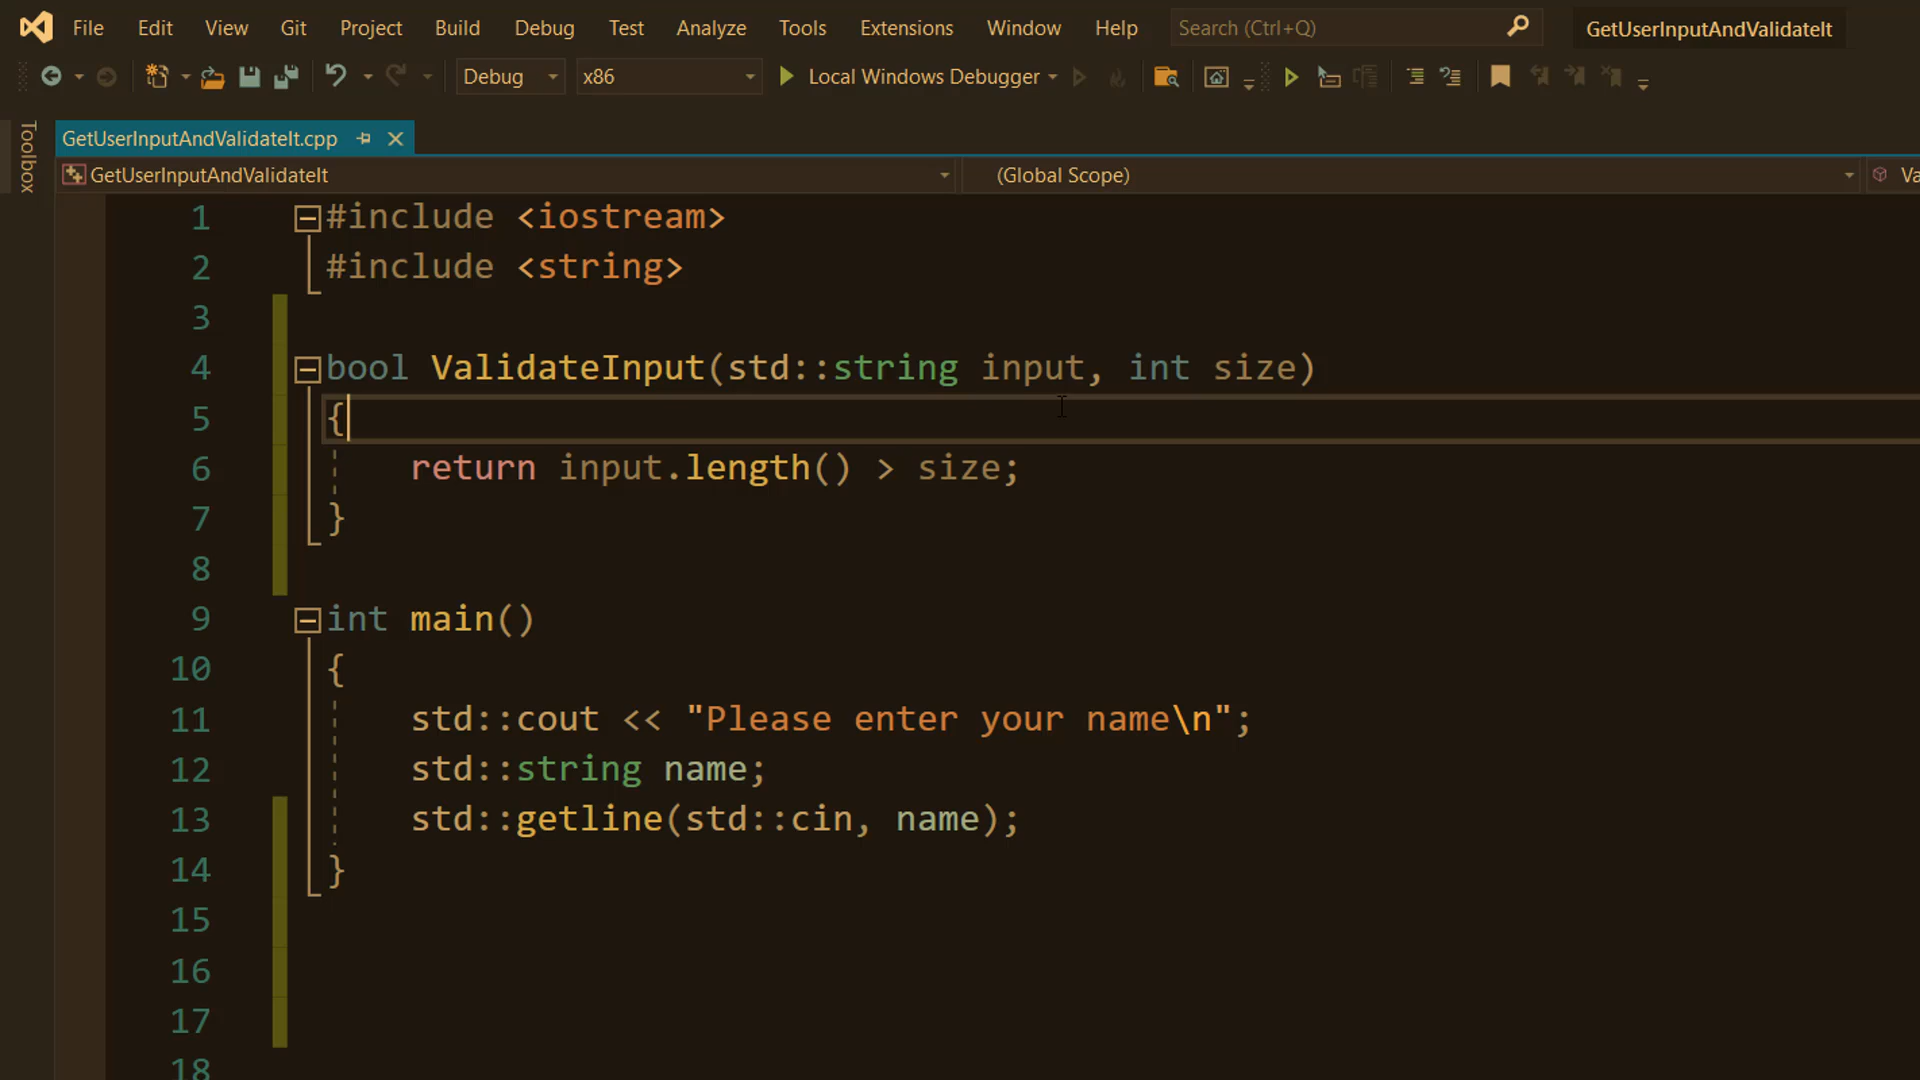 File Edit View Git Project Build Debug Test Analyze Tools Extensions Window Help Search (Ctrl+Q) GetUserInputAndValidateIt
Debug x86 Local Windows Debugger
Toolbox
GetUserInputAndValidateIt.cpp
GetUserInputAndValidateIt (Global Scope) Va
1 #include <iostream>
2 #include <string>
3
4 bool ValidateInput(std::string input, int size)
5 {
6 return input.length() > size;
7 }
8
9 int main()
10 {
11 std::cout << "Please enter your name\n";
12 std::string name;
13 std::getline(std::cin, name);
14 }
15
16
17
18